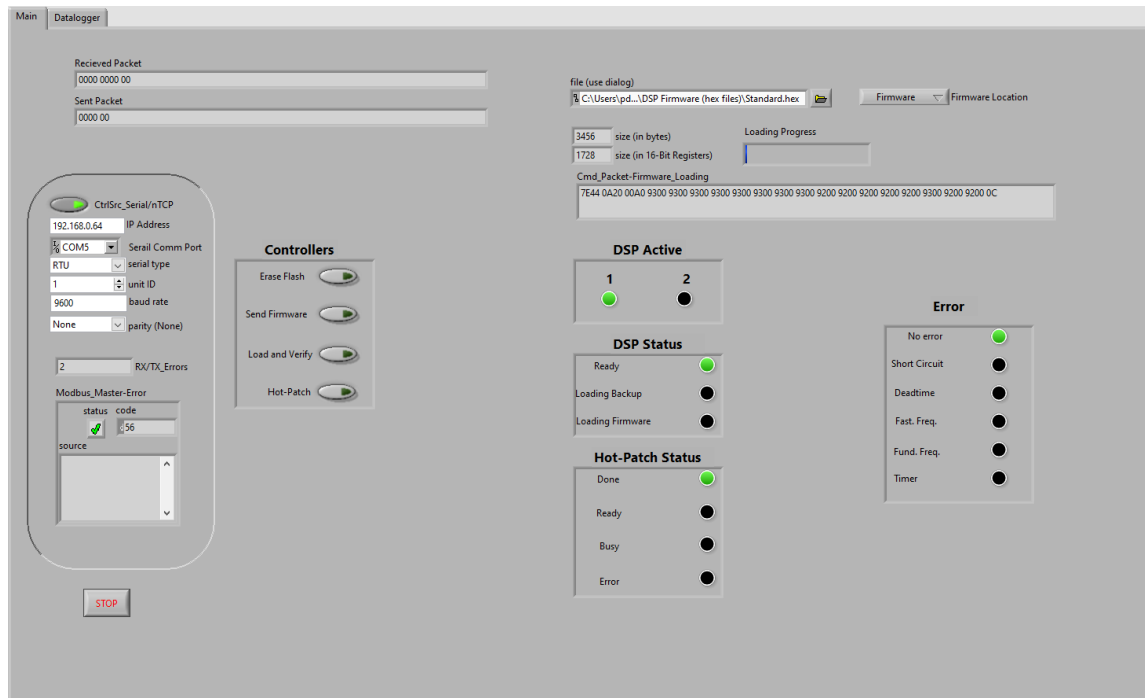 Main
Datalogger
Recieved Packet
0000 0000 00
Sent Packet
0000 00
file (use dialog)
C:\Users\pd...\DSP Firmware (hex files)\Standard.hex
Firmware
Firmware Location
3456 size (in bytes)
1728 size (in 16-Bit Registers)
Loading Progress
Cmd_Packet-Firmware_Loading
7E44 0A20 00A0 9300 9300 9300 9300 9300 9300 9300 9300 9200 9200 9200 9200 9200 9300 9200 9200 0C
CtrlSrc_Serial/nTCP
192.168.0.64 IP Address
COM5 Serail Comm Port
RTU serial type
1 unit ID
9600 baud rate
None parity (None)
2 RX/TX_Errors
Modbus_Master-Error
status code
56
source
STOP
Controllers
Erase Flash
Send Firmware
Load and Verify
Hot-Patch
DSP Active
1 2
DSP Status
Ready
Loading Backup
Loading Firmware
Hot-Patch Status
Done
Ready
Busy
Error
Error
No error
Short Circuit
Deadtime
Fast. Freq.
Fund. Freq.
Timer